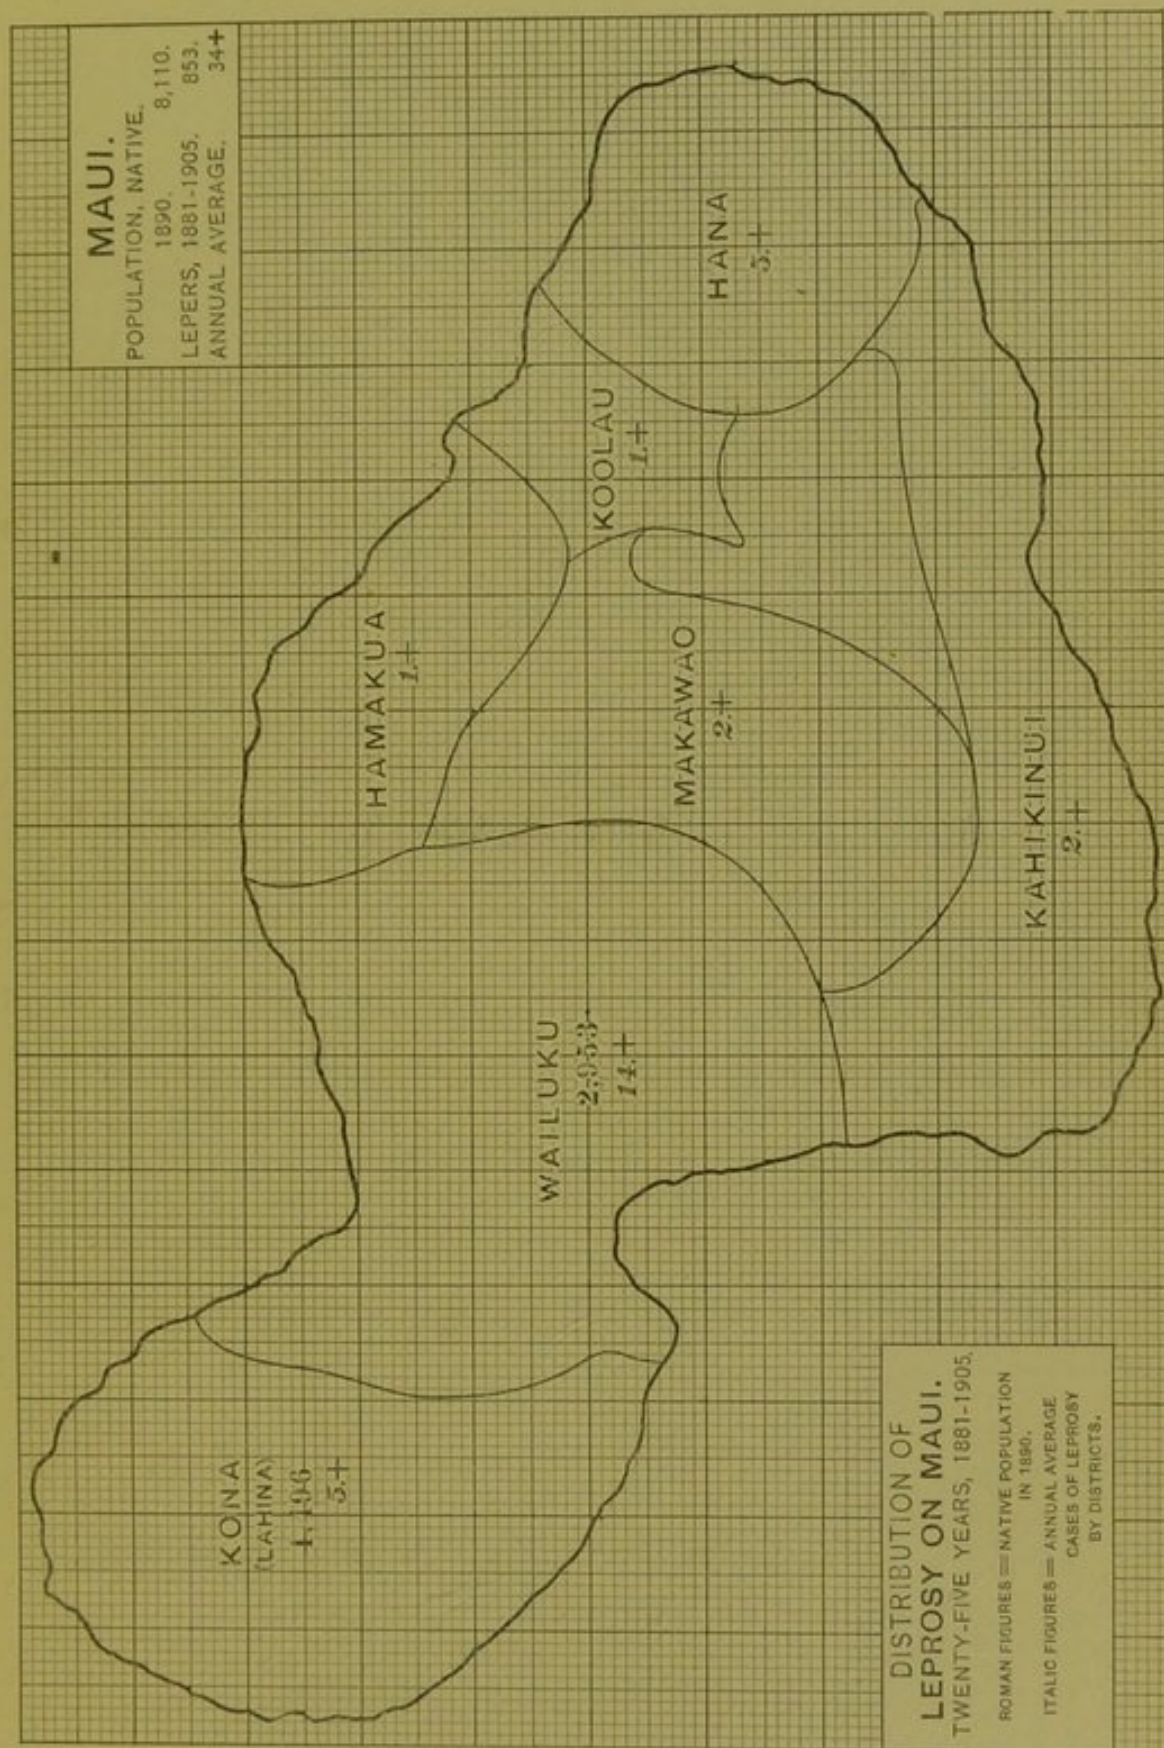 MAUI.
POPULATION, NATIVE.
1890. 8,110.
LEPERS, 1881-1905. 853.
ANNUAL AVERAGE. 34+
KONA
(LAHINA)
5.+
WAILUKU
14.+
HAMAKUA
1.+
KOOLAU
1.+
HANA
5.+
MAKAWAO
2.+
KAHIKINUI
2.+
DISTRIBUTION OF
LEPROSY ON MAUI.
TWENTY-FIVE YEARS, 1881-1905.
ROMAN FIGURES = NATIVE POPULATION
IN 1890.
ITALIC FIGURES = ANNUAL AVERAGE
CASES OF LEPROSY
BY DISTRICTS.